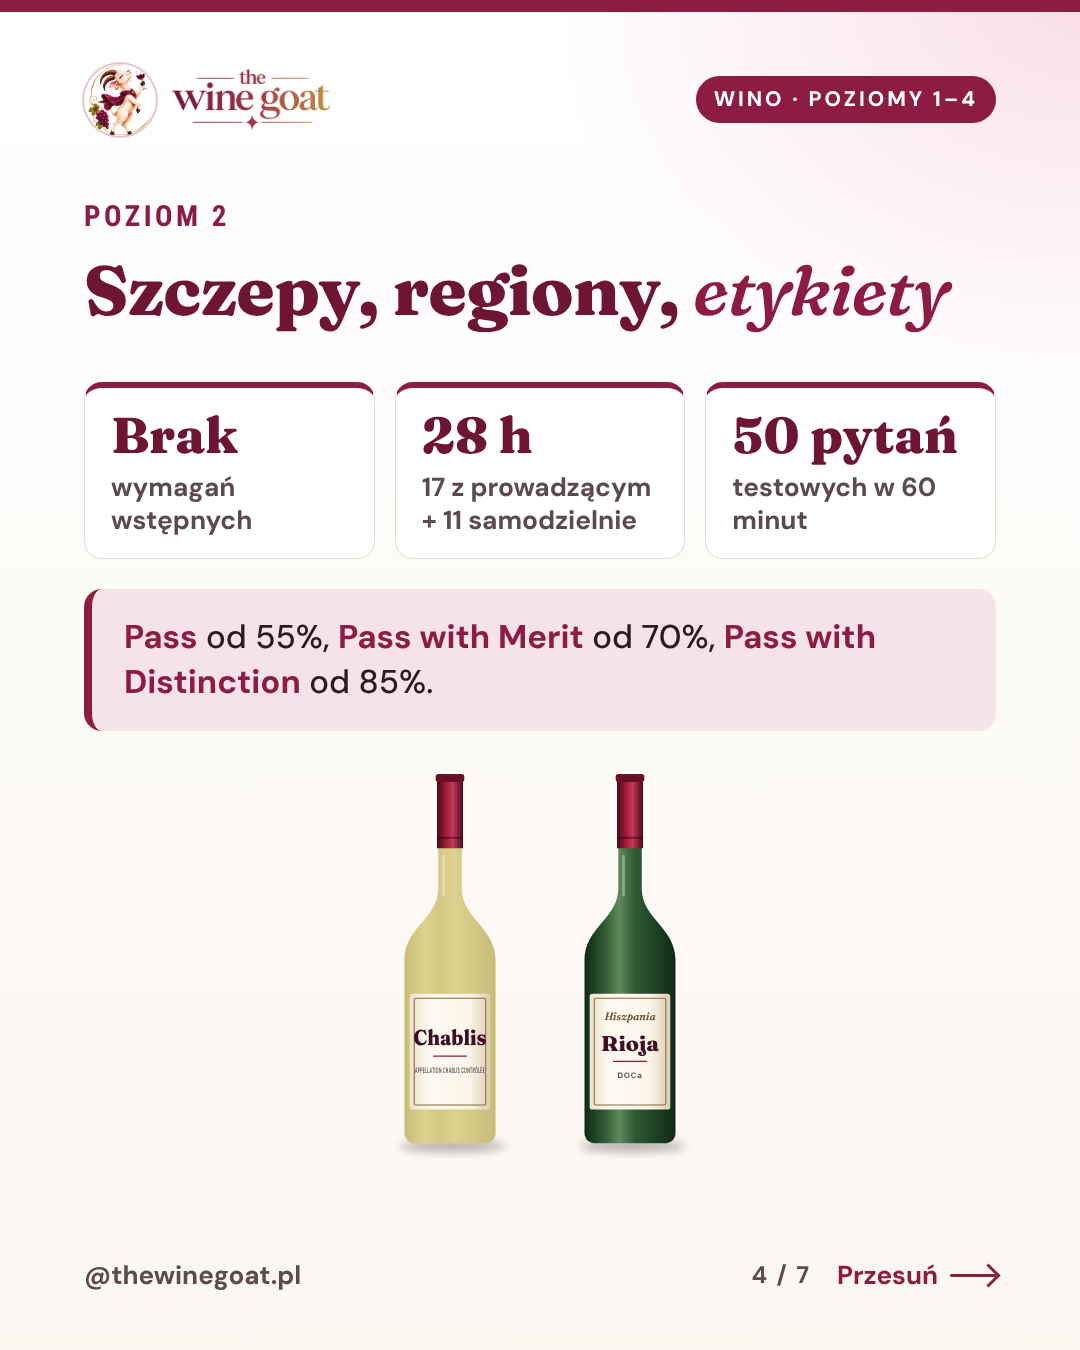 the
wine goat
WINO · POZIOMY 1–4
POZIOM 2
Szczepy, regiony, etykiety
Brak
wymagań
wstępnych
28 h
17 z prowadzącym
+ 11 samodzielnie
50 pytań
testowych w 60
minut
Pass od 55%, Pass with Merit od 70%, Pass with
Distinction od 85%.
Chablis
APPELLATION CHABLIS CONTRÔLÉE
Hiszpania
Rioja
DOCa
@thewinegoat.pl
4 / 7
Przesuń